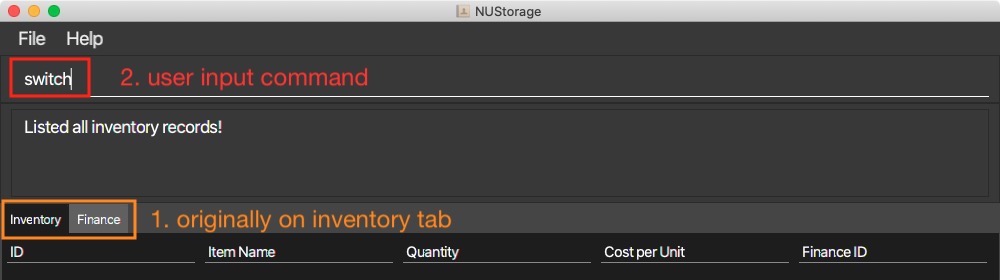 NUStorage
File Help
switch 2. user input command
Listed all inventory records!
Inventory Finance 1. originally on inventory tab
ID Item Name Quantity Cost per Unit Finance ID